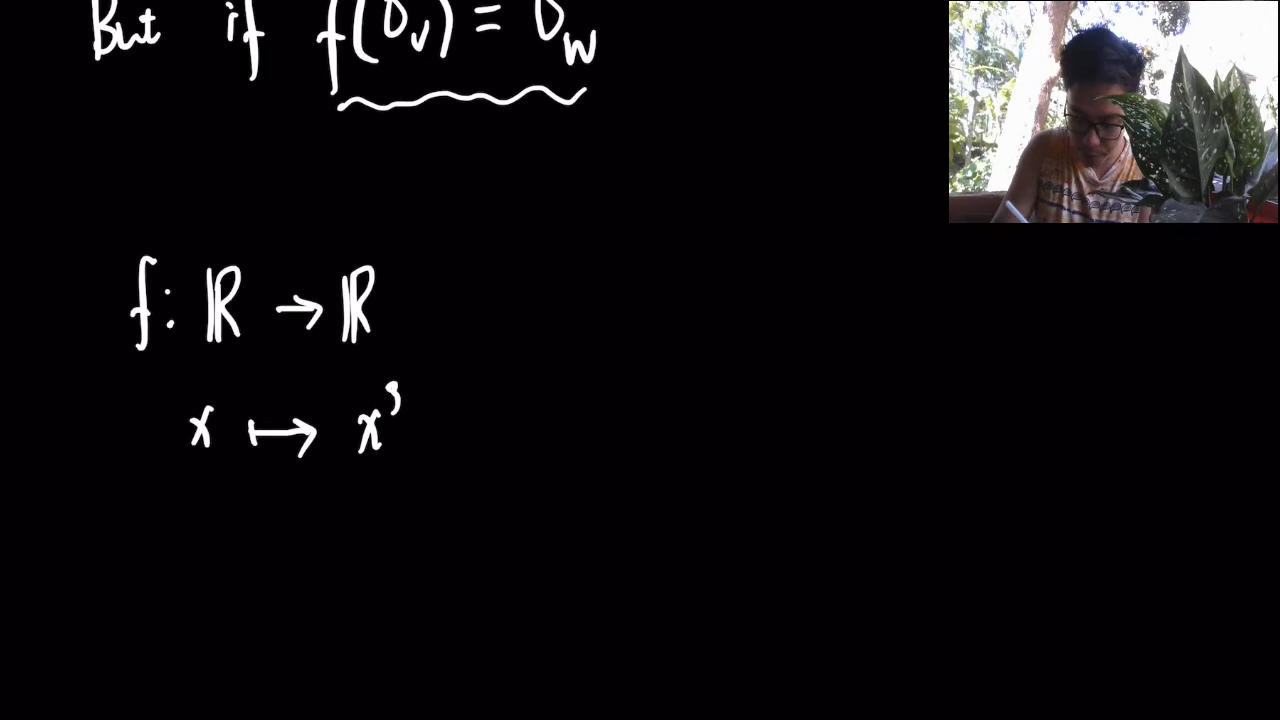 But if f(0_V) = 0_W
f: ℝ → ℝ
x ↦ x³